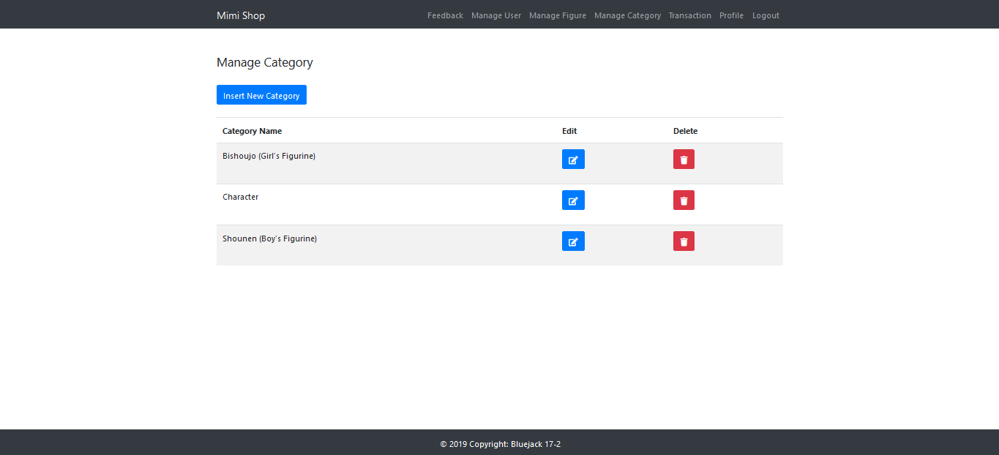 Mimi Shop Feedback Manage User Manage Figure Manage Category Transaction Profile Logout
Manage Category
Insert New Category
Category Name Edit Delete
Bishoujo (Girl's Figurine)
Character
Shounen (Boy's Figurine)
© 2019 Copyright: Bluejack 17-2